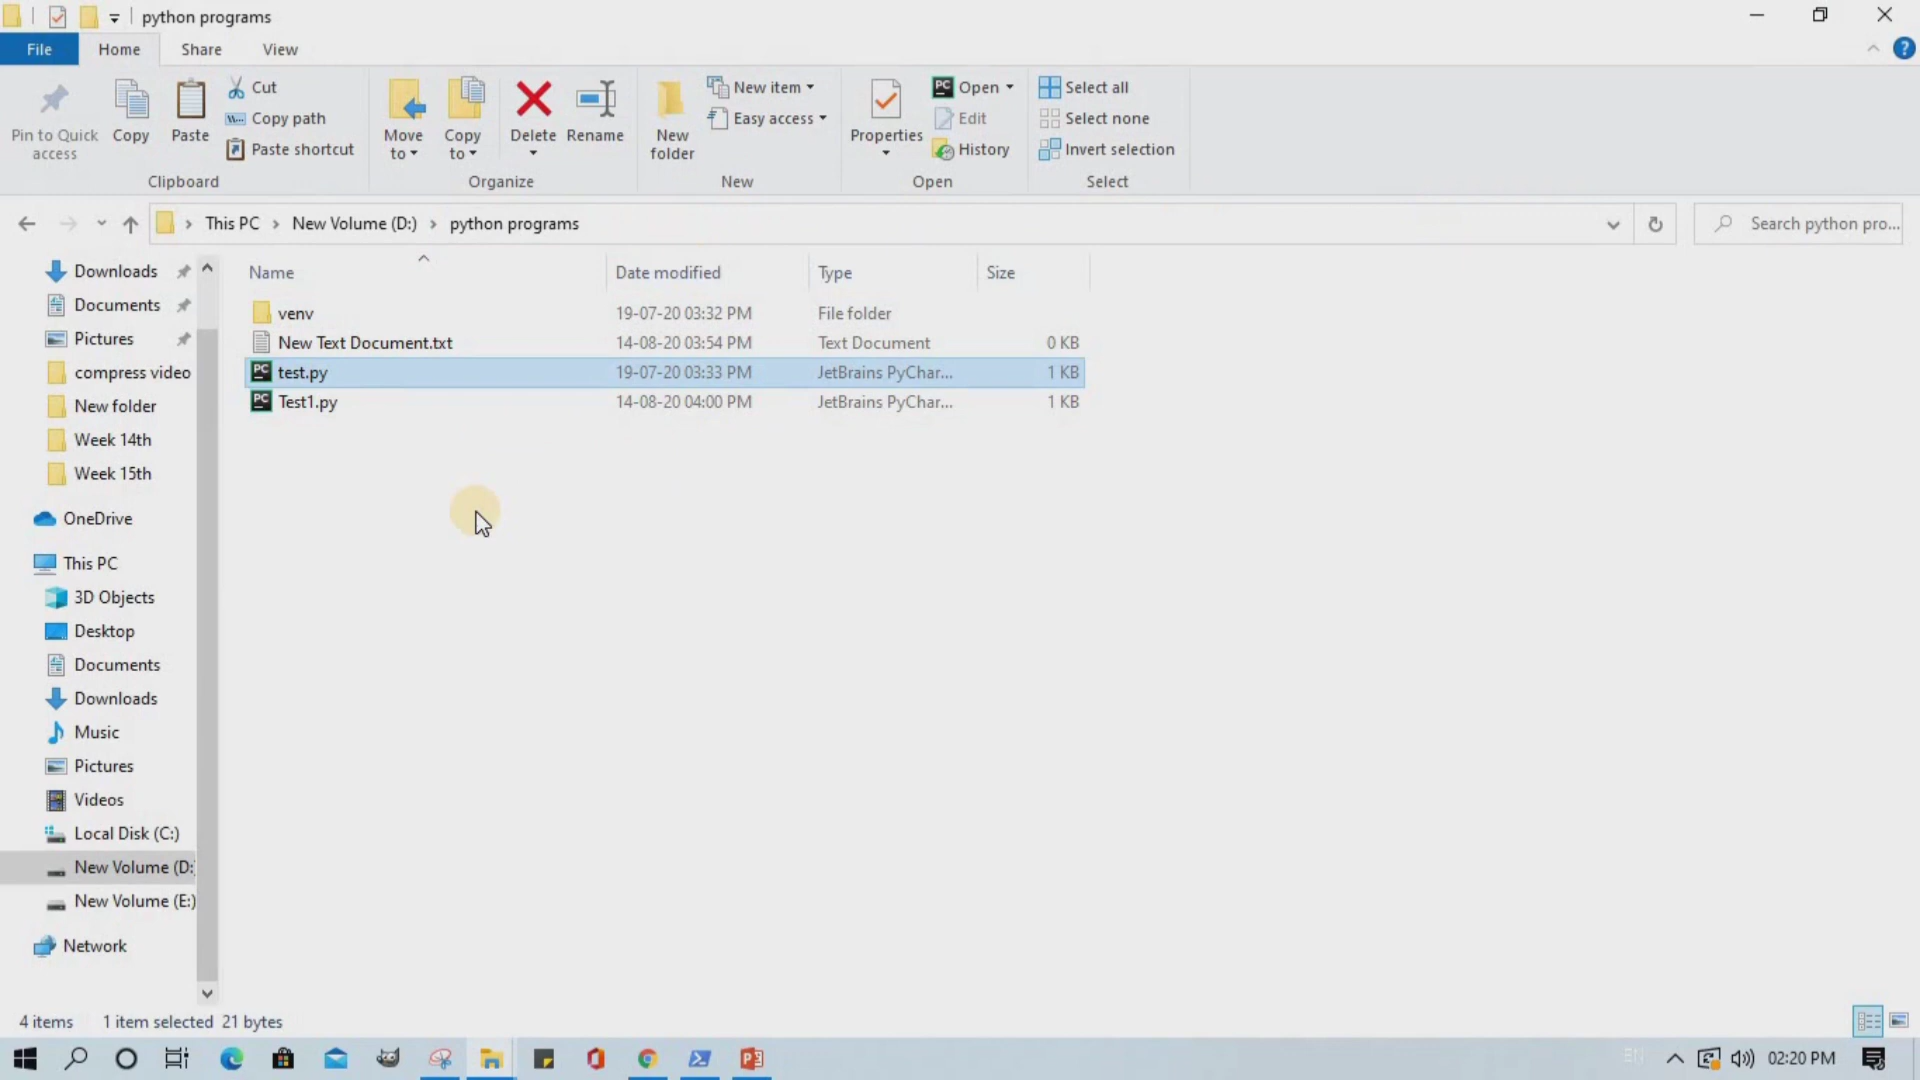 python programs
File Home Share View
Pin to Quick access
Copy
Paste
Cut
Copy path
Paste shortcut
Clipboard
Move to
Copy to
Delete
Rename
Organize
New folder
New item
Easy access
New
Properties
Open
Edit
History
Open
Select all
Select none
Invert selection
Select
This PC New Volume (D:) python programs
Search python pro...
Downloads
Documents
Pictures
compress video
New folder
Week 14th
Week 15th
OneDrive
This PC
3D Objects
Desktop
Documents
Downloads
Music
Pictures
Videos
Local Disk (C:)
New Volume (D:
New Volume (E:)
Network
Name Date modified Type Size
venv 19-07-20 03:32 PM File folder
New Text Document.txt 14-08-20 03:54 PM Text Document 0 KB
test.py 19-07-20 03:33 PM JetBrains PyChar... 1 KB
Test1.py 14-08-20 04:00 PM JetBrains PyChar... 1 KB
4 items 1 item selected 21 bytes
EN 02:20 PM